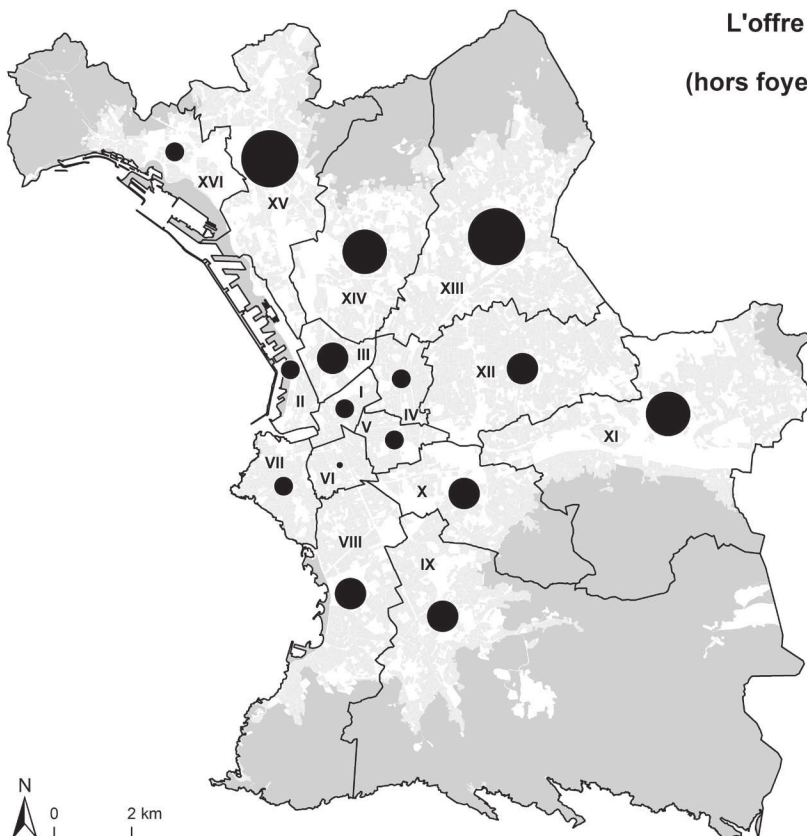 L'offre
(hors foye
XVI
XV
XIV
XIII
III
XII
I
II
IV
V
XI
VII
VI
X
VIII
IX
N
0 2 km